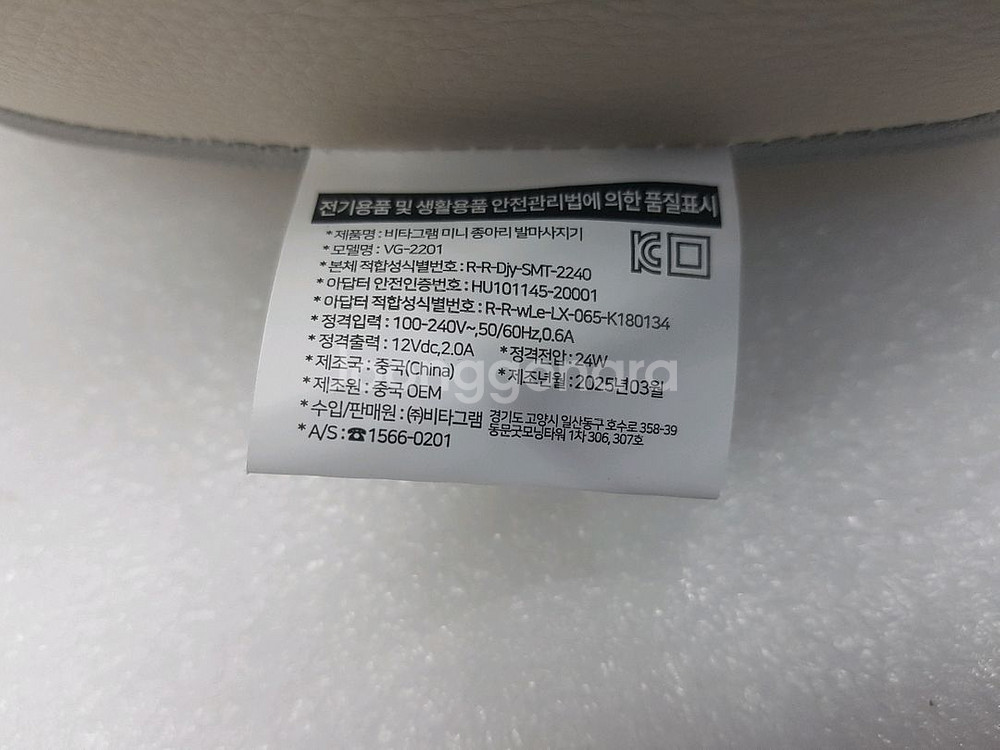 전기용품 및 생활용품 안전관리법에 의한 품질표시
* 제품명 : 비타그램 미니 종아리 발마사지기
* 모델명 : VG-2201
* 본체 적합성식별번호 : R-R-Djy-SMT-2240
* 아답터 안전인증번호 : HU101145-20001
* 아답터 적합성식별번호 : R-R-wLe-LX-065-K180134
* 정격입력 : 100-240V~,50/60Hz,0.6A
* 정격출력 : 12Vdc,2.0A * 정격전압 : 24W
* 제조국 : 중국(China) * 제조년월 : 2025년03월
* 제조원 : 중국 OEM
* 수입/판매원 : ㈜비타그램 경기도 고양시 일산동구 호수로 358-39
동문굿모닝타워 1차 306, 307호
* A/S : ☎1566-0201